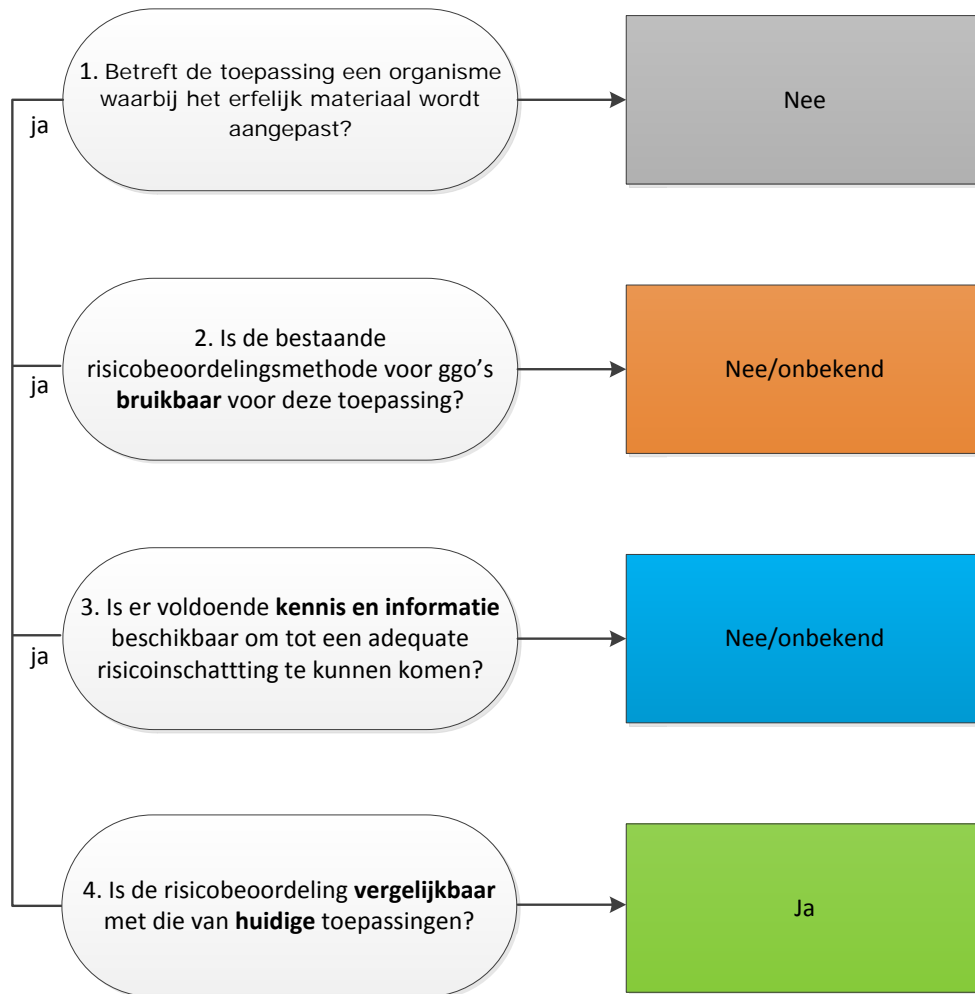 1. Betreft de toepassing een organisme
waarbij het erfelijk materiaal wordt
aangepast?
Nee
ja
2. Is de bestaande
risicobeoordelingsmethode voor ggo's
bruikbaar voor deze toepassing?
Nee/onbekend
ja
3. Is er voldoende kennis en informatie
beschikbaar om tot een adequate
risicoinschattting te kunnen komen?
Nee/onbekend
ja
4. Is de risicobeoordeling vergelijkbaar
met die van huidige toepassingen?
Ja